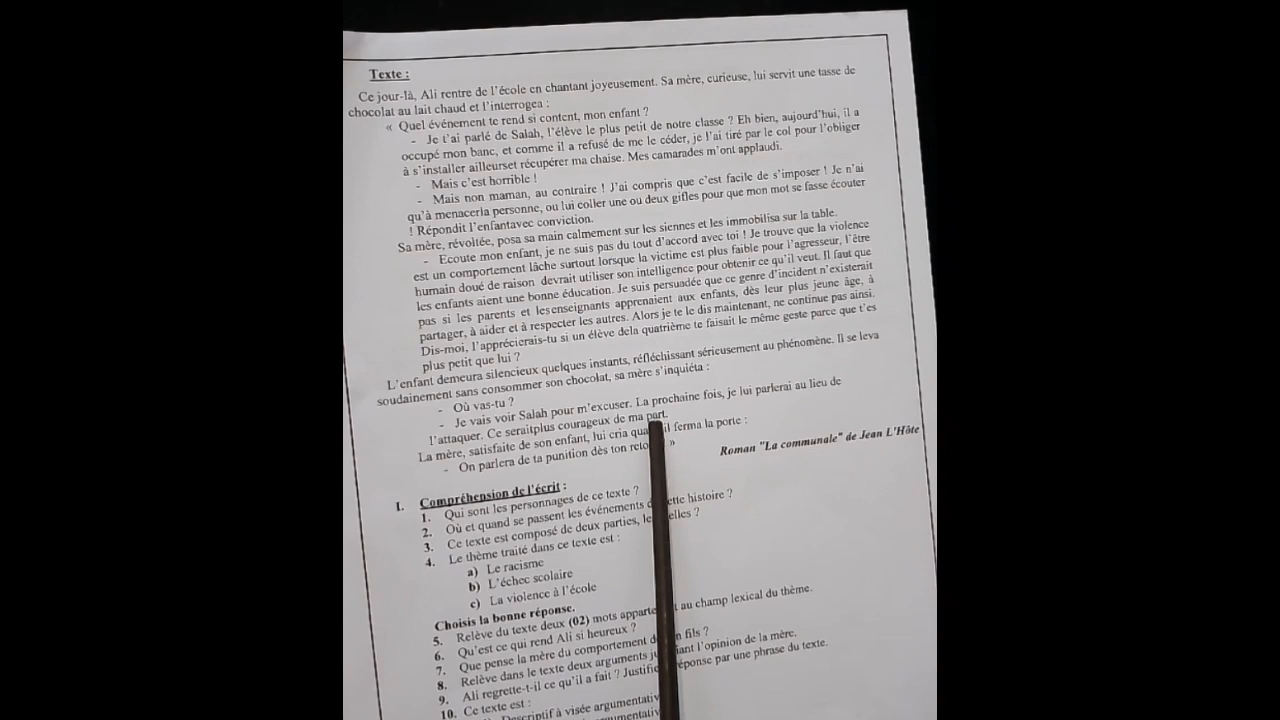 Texte :
Ce jour-là, Ali rentre de l'école en chantant joyeusement. Sa mère, curieuse, lui servit une tasse de
chocolat au lait chaud et l'interrogea :
« Quel événement te rend si content, mon enfant ?
- Je t'ai parlé de Salah, l'élève le plus petit de notre classe ? Eh bien, aujourd'hui, il a
occupé mon banc, et comme il a refusé de me le céder, je l'ai tiré par le col pour l'obliger
à s'installer ailleurset récupérer ma chaise. Mes camarades m'ont applaudi.
- Mais c'est horrible !
- Mais non maman, au contraire ! J'ai compris que c'est facile de s'imposer ! Je n'ai
qu'à menacerla personne, ou lui coller une ou deux gifles pour que mon mot se fasse écouter
! Répondit l'enfantavec conviction.
Sa mère, révoltée, posa sa main calmement sur les siennes et les immobilisa sur la table.
- Ecoute mon enfant, je ne suis pas du tout d'accord avec toi ! Je trouve que la violence
est un comportement lâche surtout lorsque la victime est plus faible pour l'agresseur, l'être
humain doué de raison devrait utiliser son intelligence pour obtenir ce qu'il veut. Il faut que
les enfants aient une bonne éducation. Je suis persuadée que ce genre d'incident n'existerait
pas si les parents et lesenseignants apprenaient aux enfants, dès leur plus jeune âge, à
partager, à aider et à respecter les autres. Alors je te le dis maintenant, ne continue pas ainsi.
Dis-moi, l'apprécierais-tu si un élève dela quatrième te faisait le même geste parce que t'es
plus petit que lui ?
L'enfant demeura silencieux quelques instants, réfléchissant sérieusement au phénomène. Il se leva
soudainement sans consommer son chocolat, sa mère s'inquiéta :
- Où vas-tu ?
- Je vais voir Salah pour m'excuser. La prochaine fois, je lui parlerai au lieu de
l'attaquer. Ce seraitplus courageux de ma part.
La mère, satisfaite de son enfant, lui cria il ferma la porte :
- On parlera de ta punition dès ton »
Roman "La communale" de Jean L'Hôte
I. Compréhension de l'écrit :
1. Qui sont les personnages de ce texte ?
2. Où et quand se passent les événements histoire ?
3. Ce texte est composé de deux parties, ?
4. Le thème traité dans ce texte est :
a) Le racisme
b) L'échec scolaire
c) La violence à l'école
Choisis la bonne réponse.
5. Relève du texte deux (02) mots au champ lexical du thème.
6. Qu'est ce qui rend Ali si heureux ?
7. Que pense la mère du comportement fils ?
8. Relève dans le texte deux arguments l'opinion de la mère.
9. Ali regrette-t-il ce qu'il a fait ? réponse par une phrase du texte.
10. Ce texte est :
Descriptif à visée